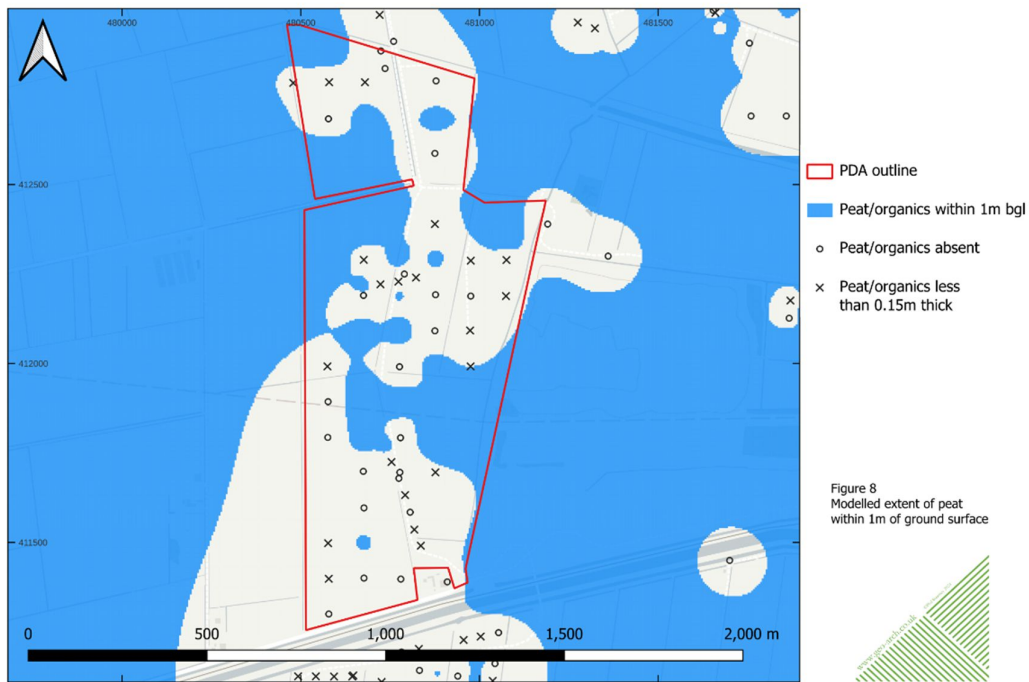 480000
480500
481000
481500
412500
412000
411500
0
500
1,000
1,500
2,000 m
PDA outline
Peat/organics within 1m bgl
Peat/organics absent
Peat/organics less
than 0.15m thick
Figure 8
Modelled extent of peat
within 1m of ground surface